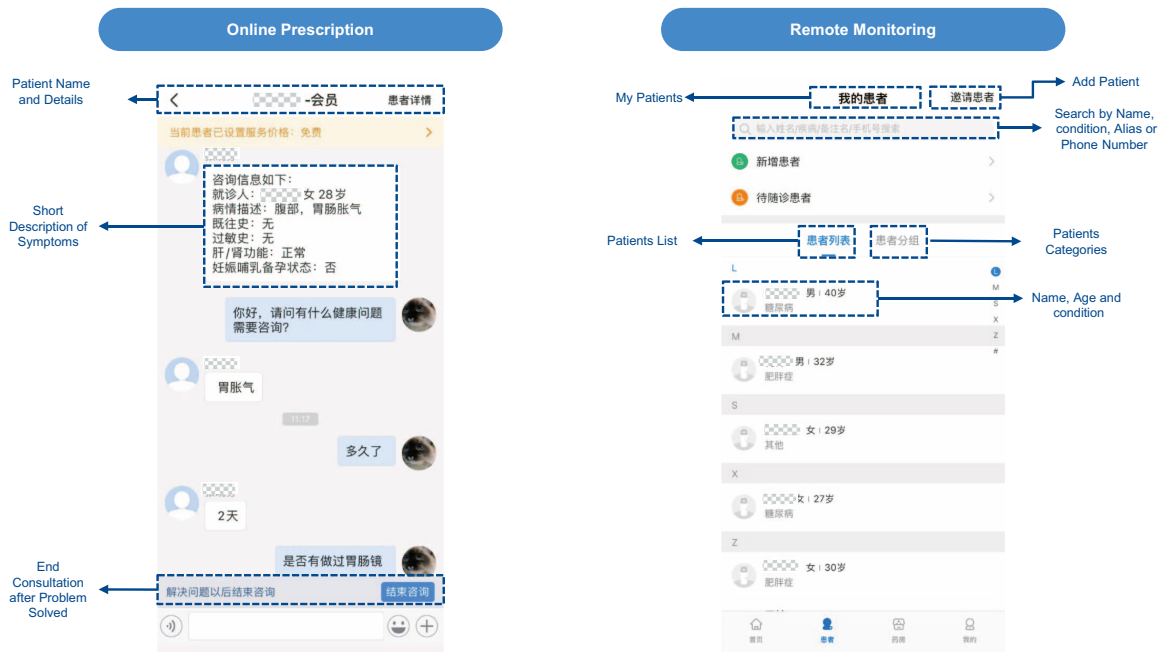 Online Prescription
Patient Name
and Details
-会员
患者详情
当前患者已设置服务价格：免费
Short
Description of
Symptoms
咨询信息如下：
就诊人： 女 28岁
病情描述：腹部，胃肠胀气
既往史：无
过敏史：无
肝/肾功能：正常
妊娠哺乳备孕状态：否
你好，请问有什么健康问题
需要咨询?
胃胀气
11:17
多久了
2天
是否有做过胃肠镜
End
Consultation
after Problem
Solved
解决问题以后结束咨询
结束咨询
Remote Monitoring
My Patients
我的患者
邀请患者
Add Patient
输入姓名/疾病/备注名/手机号搜索
Search by Name,
condition, Alias or
Phone Number
新增患者
待随诊患者
Patients List
患者列表
患者分组
Patients
Categories
L
男 | 40岁
糖尿病
Name, Age and
condition
L
M
S
X
Z
#
M
男 | 32岁
肥胖症
S
女 | 29岁
其他
X
女 | 27岁
糖尿病
Z
女 | 30岁
肥胖症
首页
患者
药房
我的